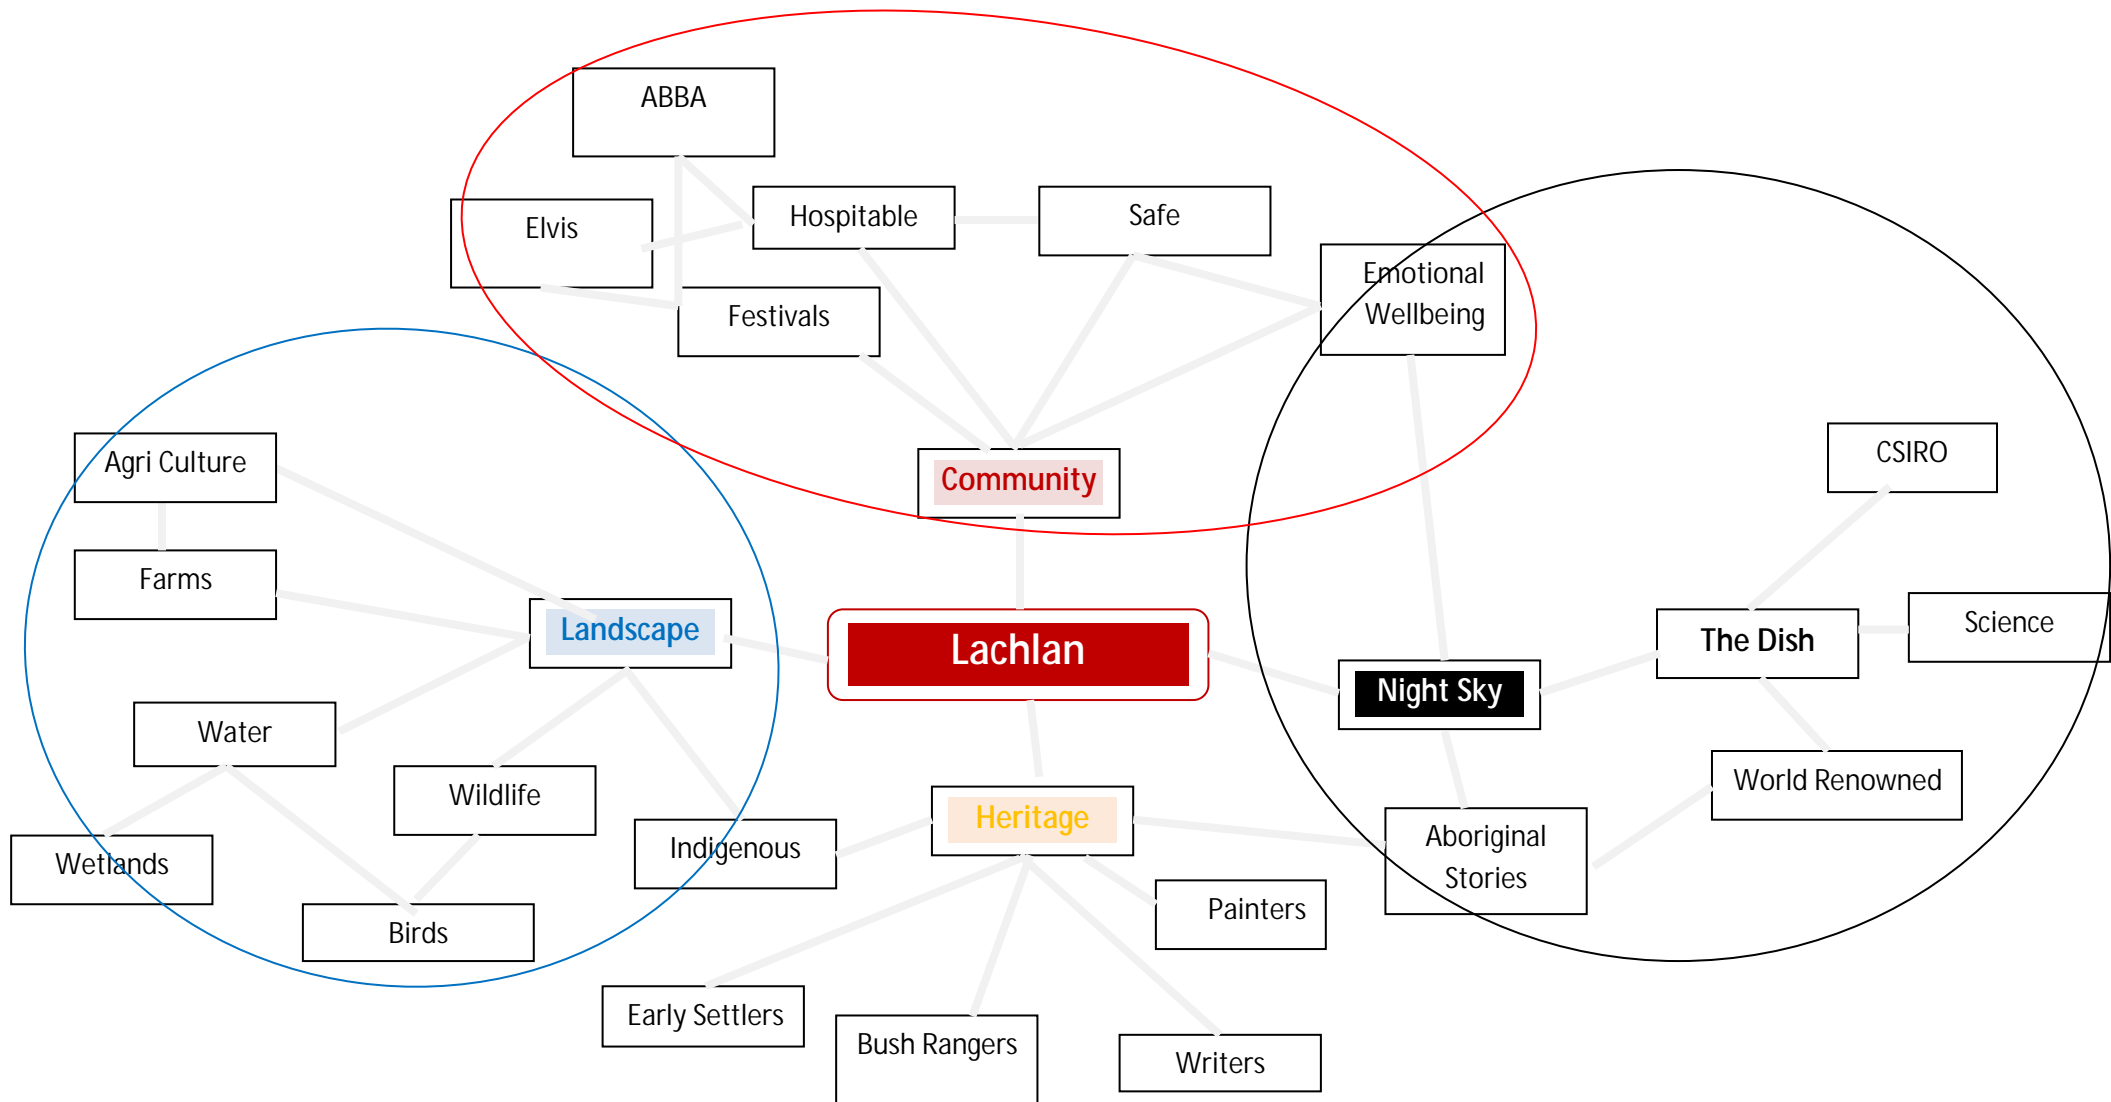 ABBA
Elvis
Hospitable
Safe
Emotional
Wellbeing
Festivals
Agri Culture
Community
CSIRO
Farms
Landscape
Lachlan
The Dish
Science
Night Sky
Water
Wildlife
Heritage
World Renowned
Wetlands
Indigenous
Aboriginal
Stories
Birds
Painters
Early Settlers
Bush Rangers
Writers